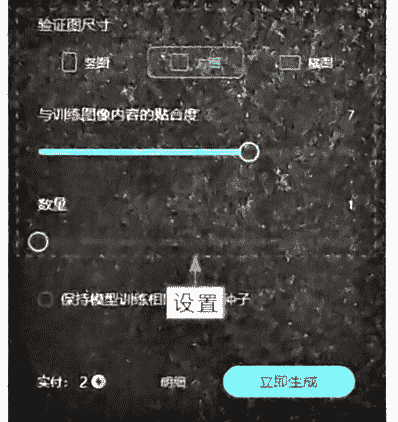 验证图尺寸
竖图 方图 横图
与训练图像内容的贴合度 7
数量 1
保持模型训练相 种子
设置
实付: 2 明细
立即生成